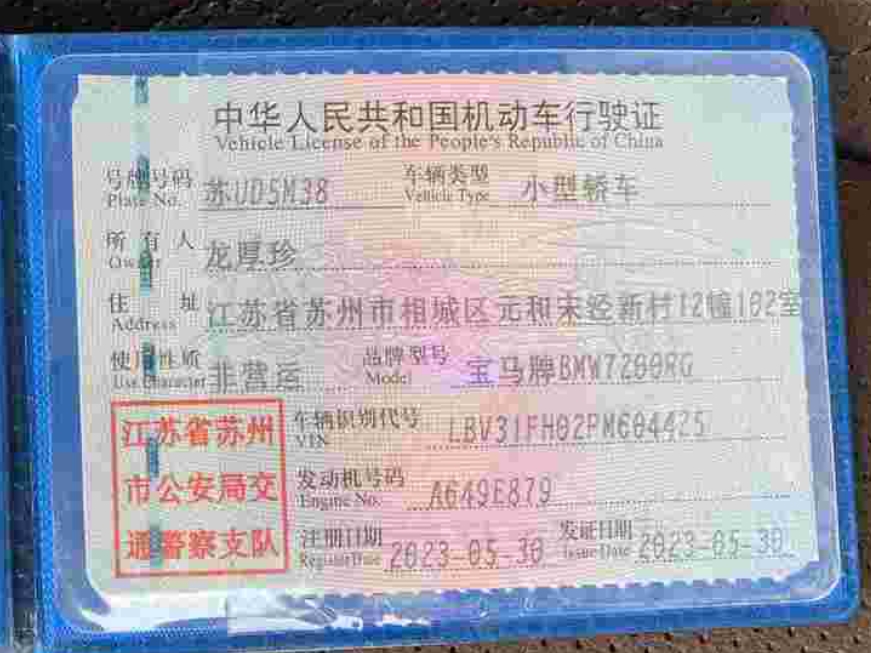 中华人民共和国机动车行驶证
Vehicle License of the People's Republic of China
号牌号码 苏UD5M38 车辆类型 小型轿车
Plate No. Vehicle Type
所有人 龙厚珍
Owner
住址 江苏省苏州市相城区元和宋泾新村12幢102室
Address
使用性质 非营运 品牌型号 宝马牌BMW7200RG
Use Character Model
江苏省苏州
市公安局交
通警察支队
车辆识别代号 LBV31FH02PM604425
VIN
发动机号码 A649E879
Engine No.
注册日期 2023-05-30 发证日期 2023-05-30
Register Date Issue Date